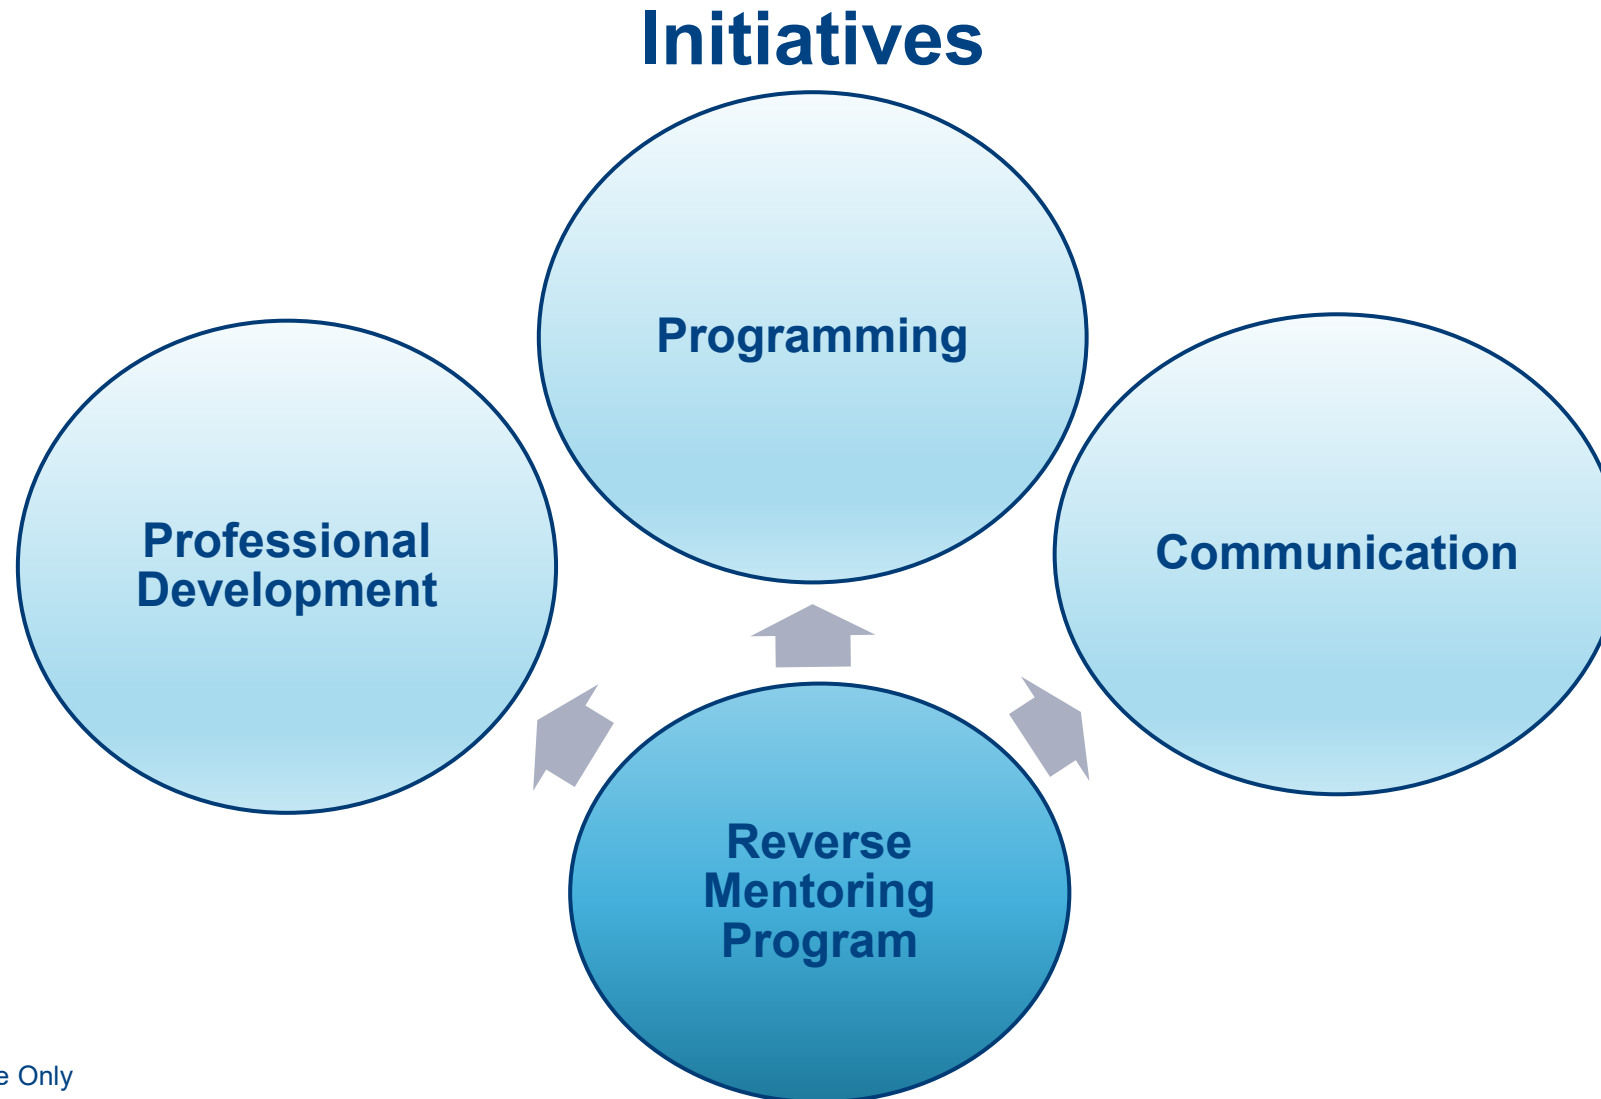 Initiatives
Programming
Professional
Development
Communication
Reverse
Mentoring
Program
e Only